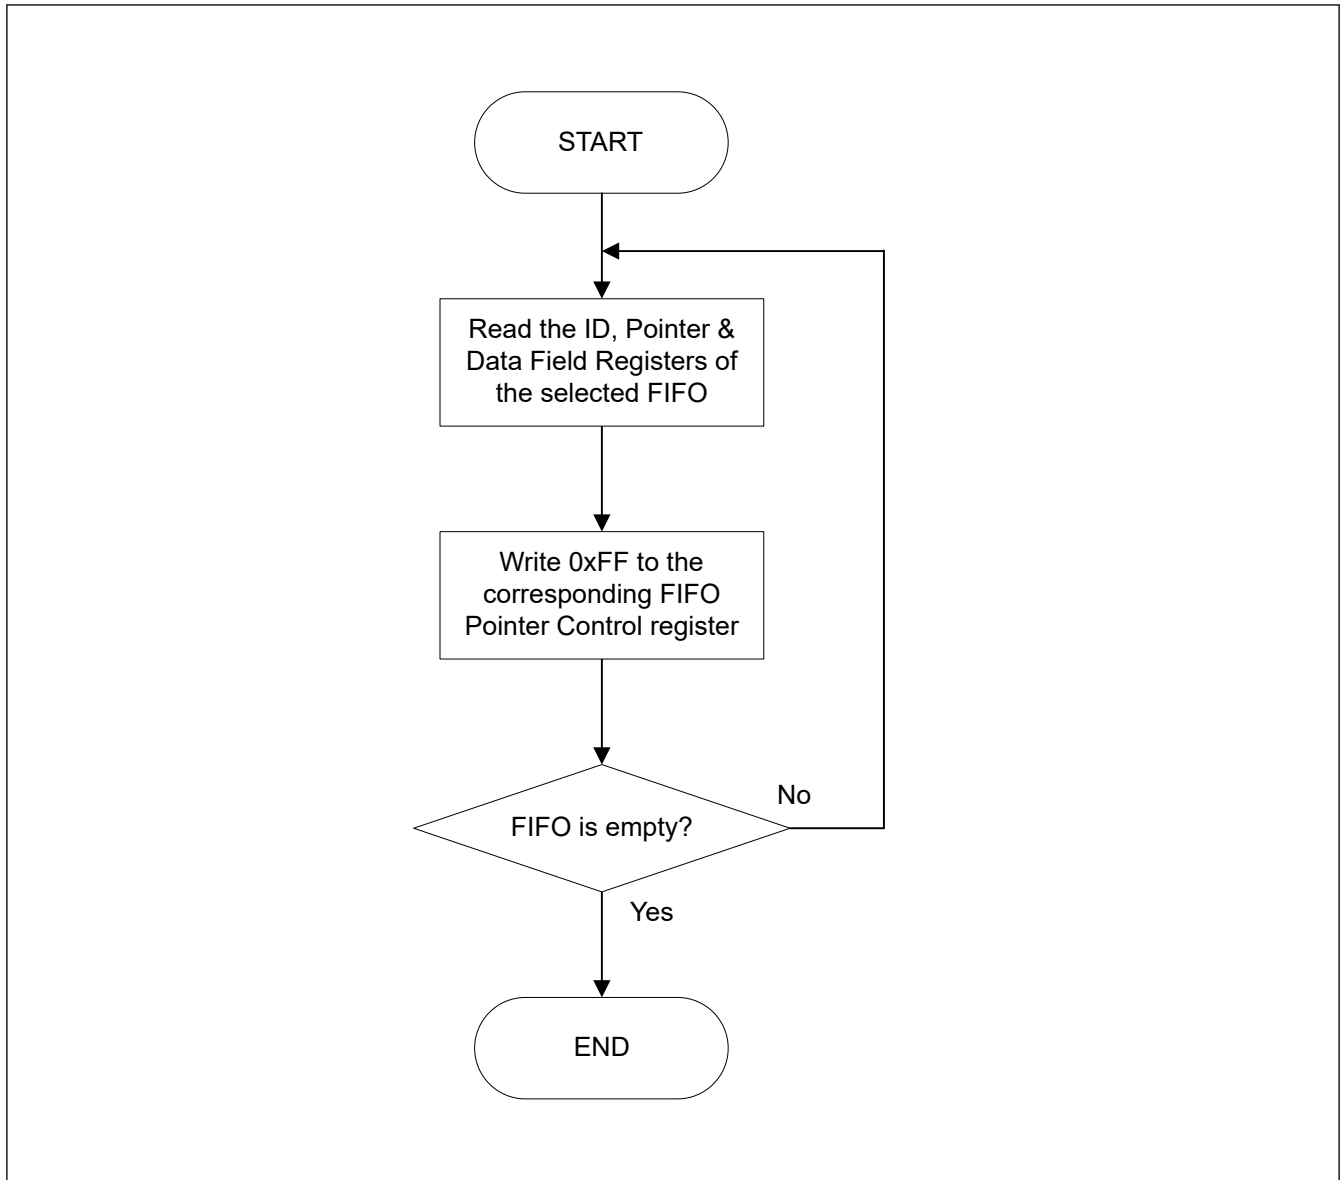 START
Read the ID, Pointer &
Data Field Registers of
the selected FIFO
Write 0xFF to the
corresponding FIFO
Pointer Control register
No
FIFO is empty?
Yes
END